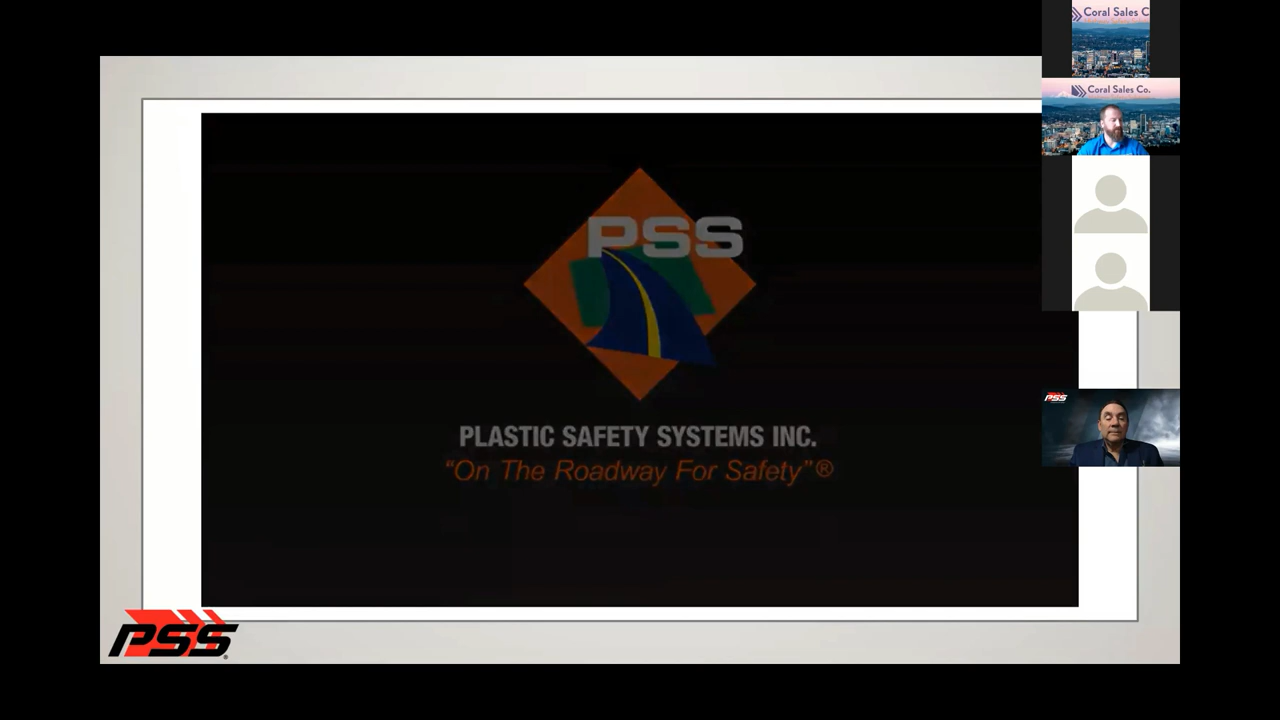 Coral Sales C
Coral Sales Co.
PSS
PLASTIC SAFETY SYSTEMS INC.
"On The Roadway For Safety"®
PSS
PSS®